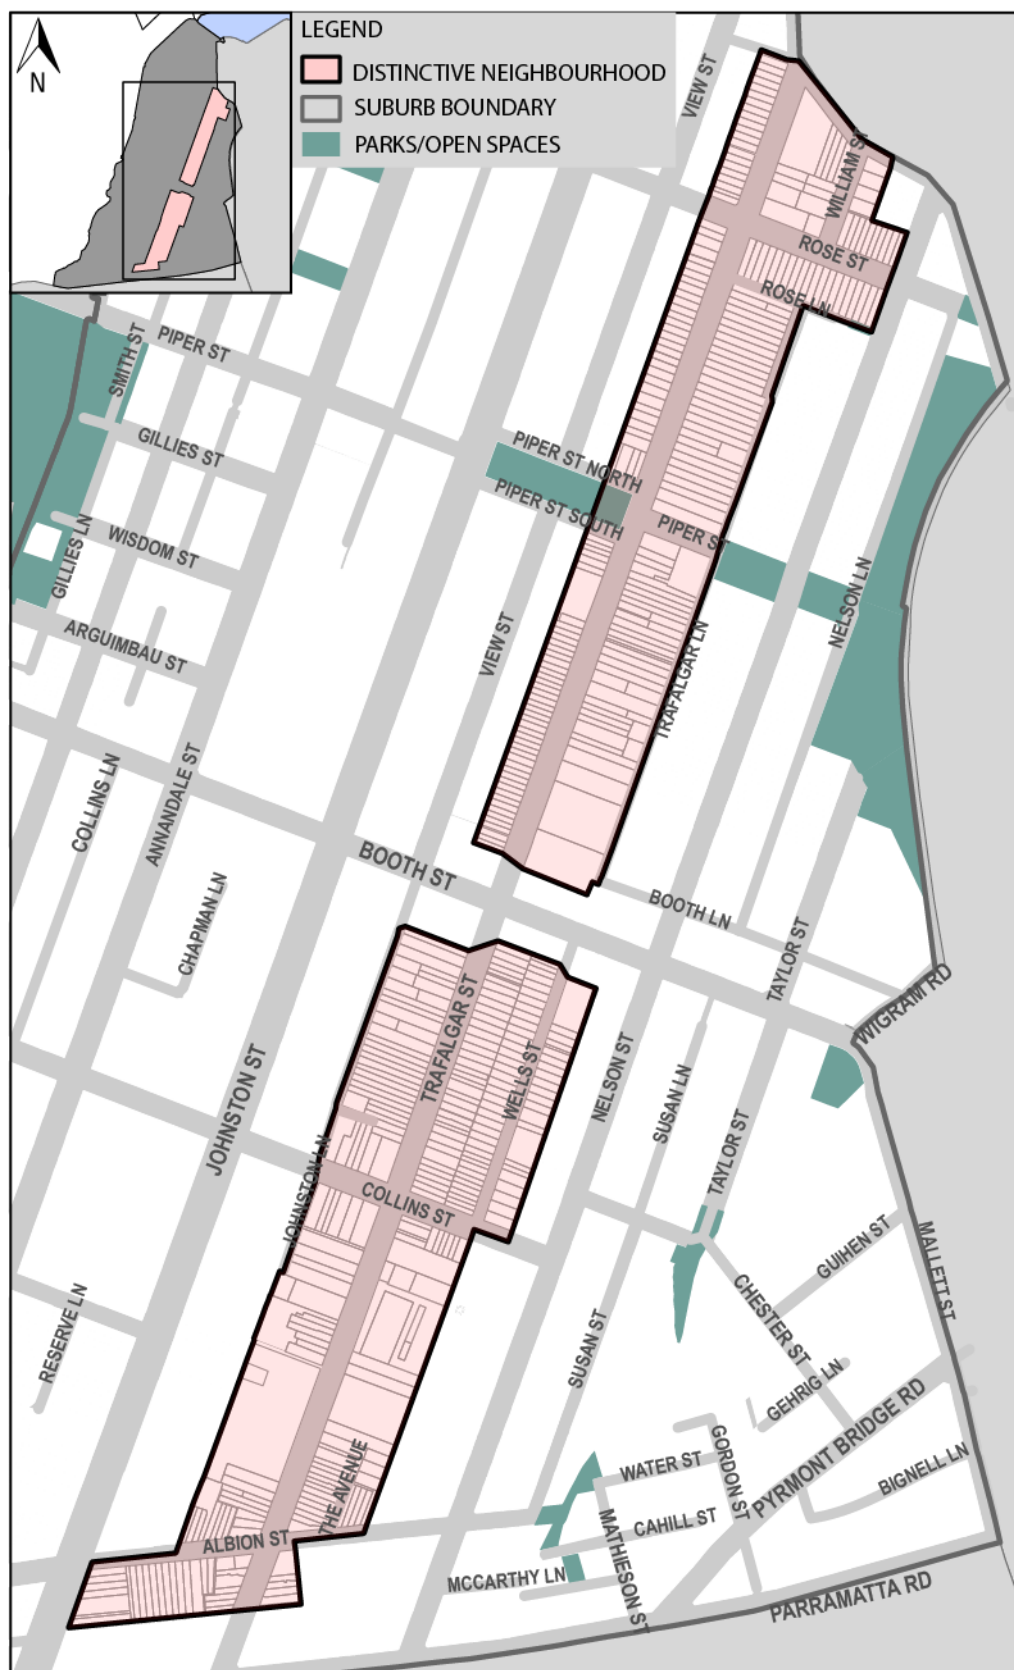 LEGEND
N
DISTINCTIVE NEIGHBOURHOOD
SUBURB BOUNDARY
PARKS/OPEN SPACES
VIEW ST
WILLIAM ST
ROSE ST
ROSE LN
PIPER ST
SMITH ST
GILLIES ST
PIPER ST NORTH
PIPER ST SOUTH
PIPER ST
GILLIES LN
WISDOM ST
NELSON LN
ARGUIMBAU ST
VIEW ST
TRAFALGAR LN
COLLINS LN
ANNANDALE ST
BOOTH ST
CHAPMAN LN
BOOTH LN
TAYLOR ST
WIGRAM RD
TRAFALGAR ST
WELLS ST
NELSON ST
SUSAN LN
JOHNSTON ST
TAYLOR ST
JOHNSTON LN
COLLINS ST
GUIHEN ST
MALLETT ST
RESERVE LN
CHESTER ST
SUSAN ST
GEHRIG LN
THE AVENUE
WATER ST
GORDON ST
PYRMONT BRIDGE RD
BIGNELL LN
ALBION ST
CAHILL ST
MATHIESON ST
MCCARTHY LN
PARRAMATTA RD